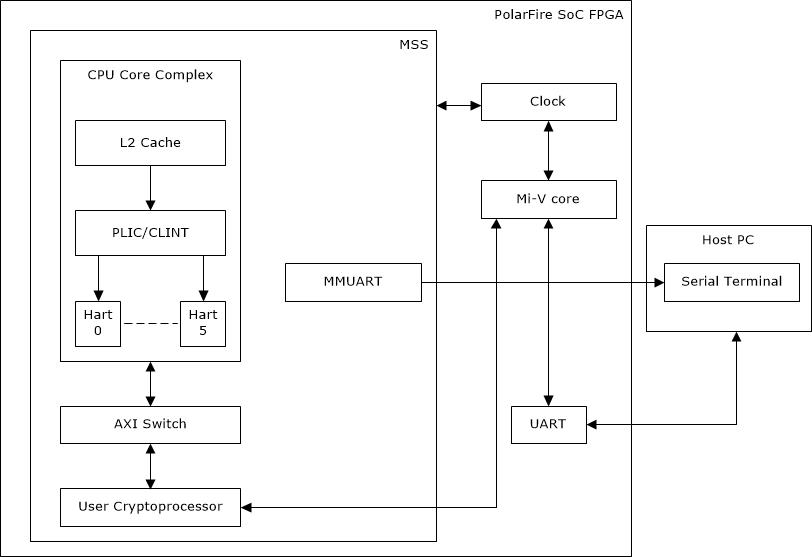 PolarFire SoC FPGA
MSS
CPU Core Complex
Clock
L2 Cache
Mi-V core
PLIC/CLINT
Host PC
MMUART
Serial Terminal
Hart
0
Hart
5
AXI Switch
UART
User Cryptoprocessor